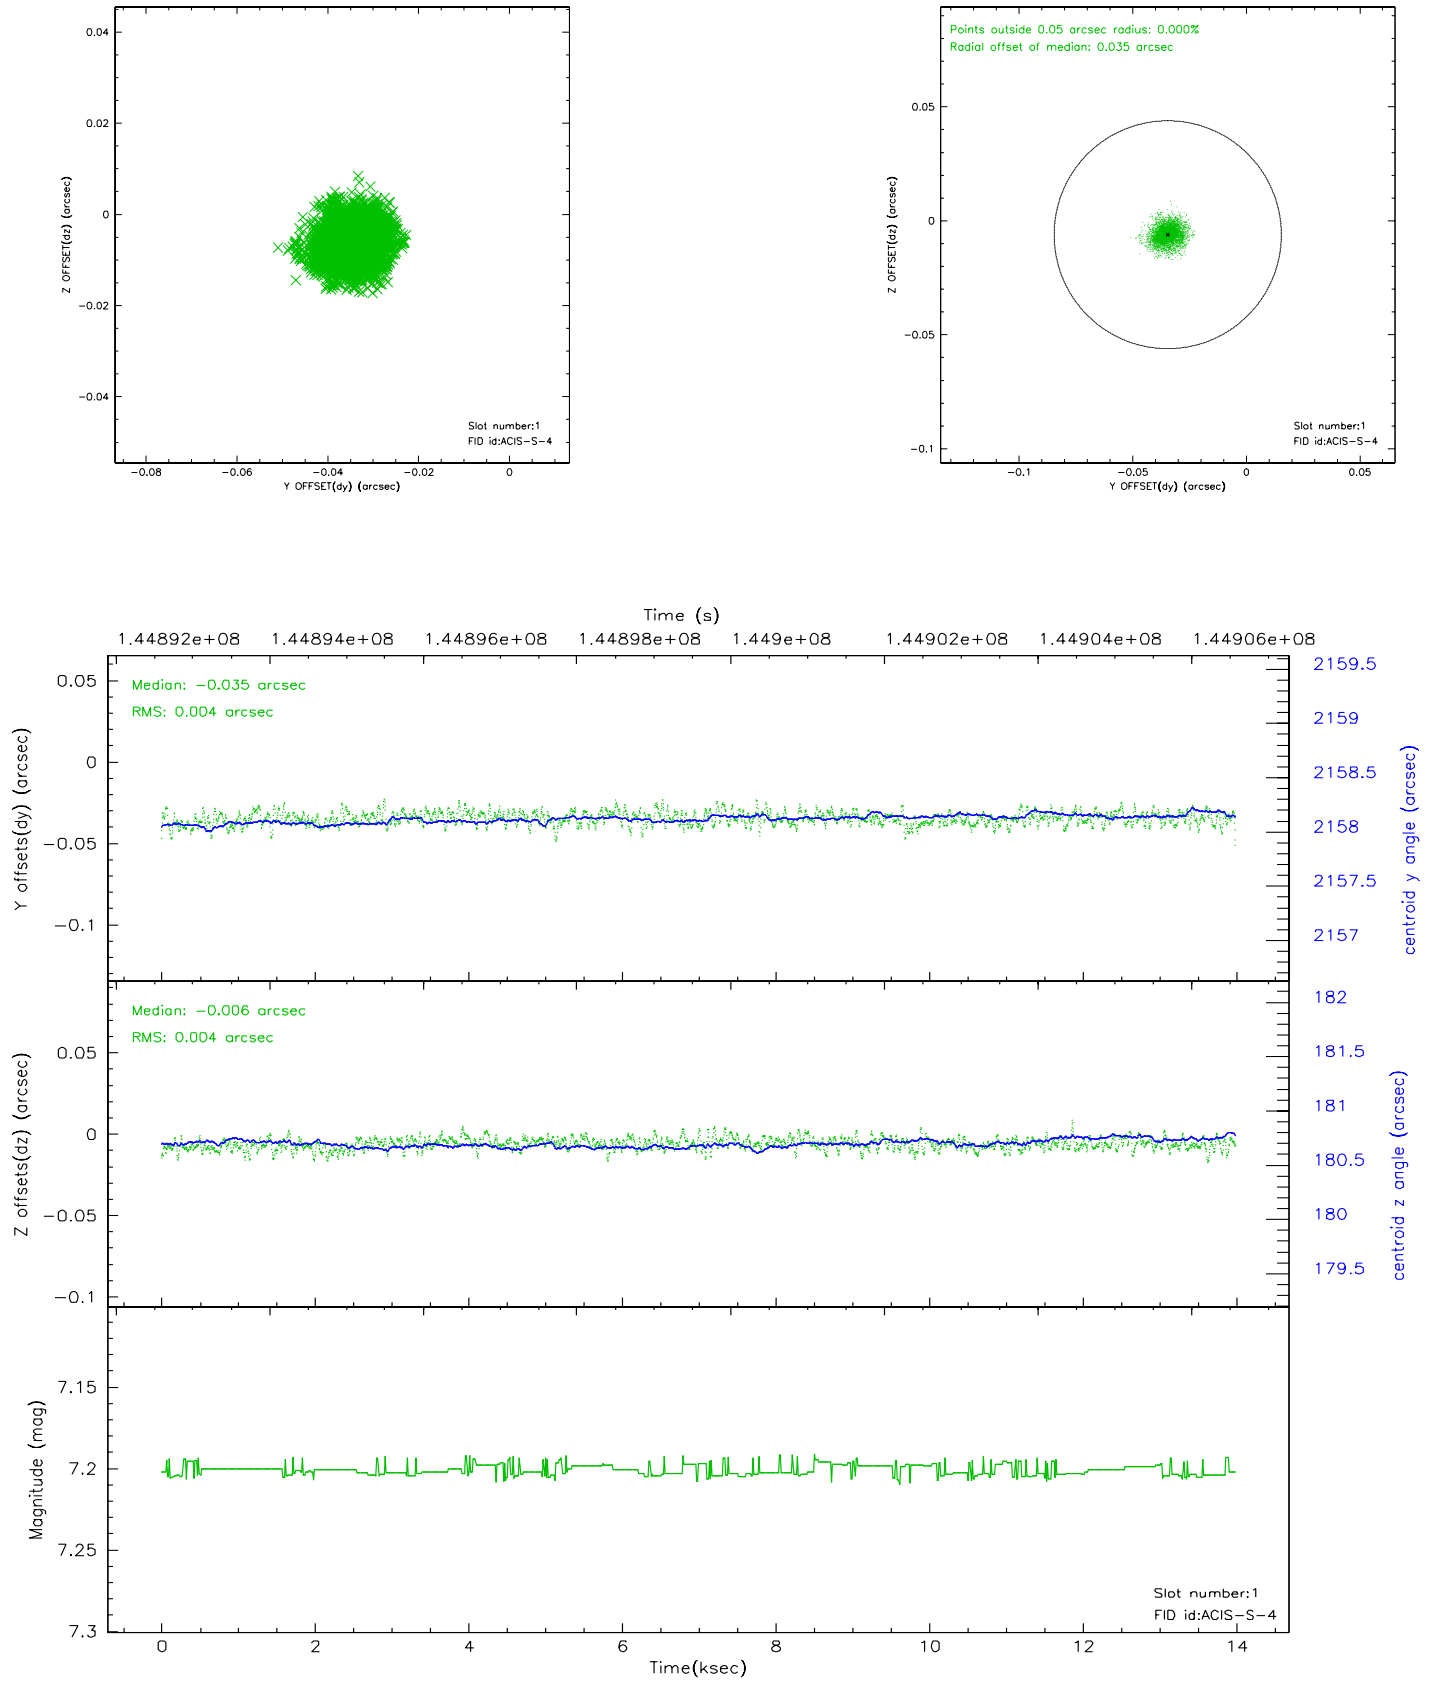 0.04
0.02
0
-0.02
-0.04
Z OFFSET(dz) (arcsec)
Slot number:1
FID id:ACIS-S-4
-0.08 -0.06 -0.04 -0.02 0
Y OFFSET(dy) (arcsec)
Points outside 0.05 arcsec radius: 0.000%
Radial offset of median: 0.035 arcsec
0.05
0
-0.05
-0.1
Z OFFSET(dz) (arcsec)
Slot number:1
FID id:ACIS-S-4
-0.1 -0.05 0 0.05
Y OFFSET(dy) (arcsec)
Time (s)
1.44892e+08 1.44894e+08 1.44896e+08 1.44898e+08 1.449e+08 1.44902e+08 1.44904e+08 1.44906e+08
Median: -0.035 arcsec
RMS: 0.004 arcsec
0.05
0
-0.05
-0.1
Y offsets(dy) (arcsec)
2159.5
2159
2158.5
2158
2157.5
2157
centroid y angle (arcsec)
Median: -0.006 arcsec
RMS: 0.004 arcsec
0.05
0
-0.05
-0.1
Z offsets(dz) (arcsec)
182
181.5
181
180.5
180
179.5
centroid z angle (arcsec)
7.15
7.2
7.25
7.3
Magnitude (mag)
Slot number:1
FID id:ACIS-S-4
0 2 4 6 8 10 12 14
Time(ksec)